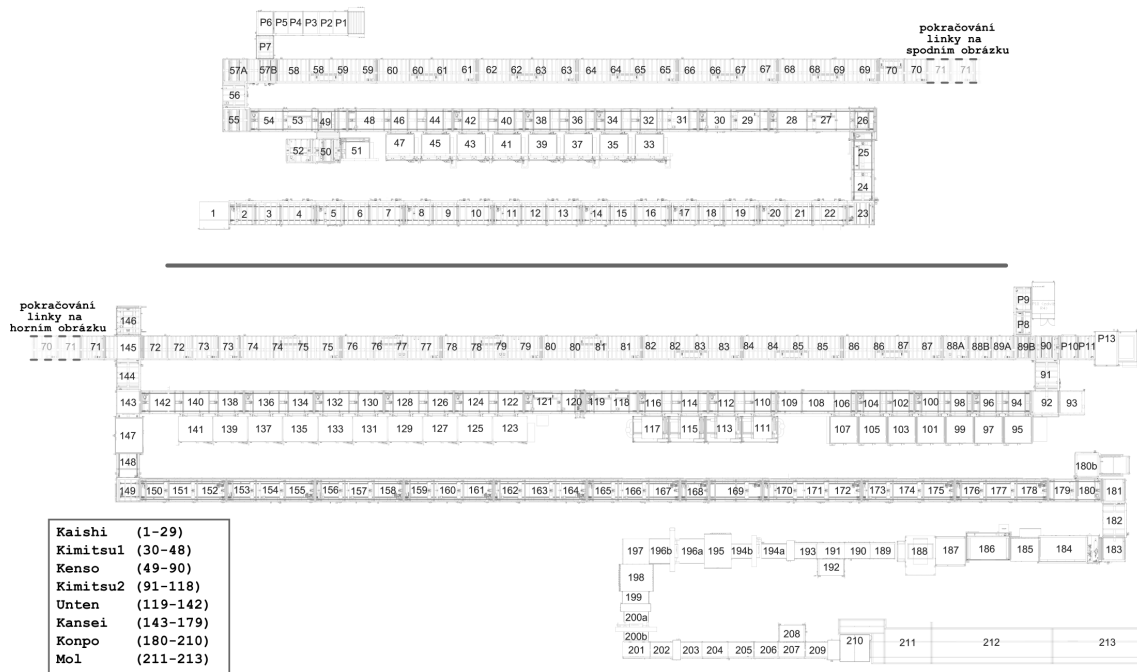 P6 P5 P4 P3 P2 P1
pokračování
linky na
spodním obrázku
P7
57A 57B 58 58 59 59 60 60 61 61 62 62 63 63 64 64 65 65 66 66 67 67 68 68 69 69 70 70 71 71
56
55 54 53 49 48 46 44 42 40 38 36 34 32 31 30 29 28 27 26
52 50 51 47 45 43 41 39 37 35 33 25
24
1 2 3 4 5 6 7 8 9 10 11 12 13 14 15 16 17 18 19 20 21 22 23
pokračování
linky na
horním obrázku
146 P9
P8
70 71 71 145 72 72 73 73 74 74 75 75 76 76 77 77 78 78 79 79 80 80 81 81 82 82 83 83 84 84 85 85 86 86 87 87 88A 88B 89A 89B 90 P10 P11 P13
144 91
143 142 140 138 136 134 132 130 128 126 124 122 121 120 119 118 116 114 112 110 109 108 106 104 102 100 98 96 94 92 93
147 141 139 137 135 133 131 129 127 125 123 117 115 113 111 107 105 103 101 99 97 95
148 180b
149 150 151 152 153 154 155 156 157 158 159 160 161 162 163 164 165 166 167 168 169 170 171 172 173 174 175 176 177 178 179 180 181
182
197 196b 196a 195 194b 194a 193 191 190 189 188 187 186 185 184 183
192
198
199
200a
200b 208
201 202 203 204 205 206 207 209 210 211 212 213
Kaishi (1-29)
Kimitsu1 (30-48)
Kenso (49-90)
Kimitsu2 (91-118)
Unten (119-142)
Kansei (143-179)
Konpo (180-210)
Mol (211-213)